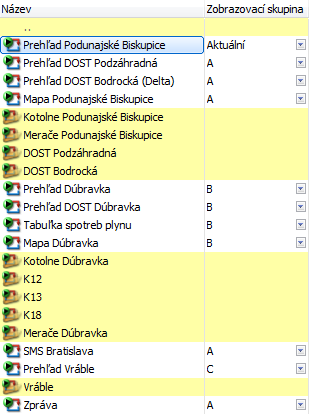 Název Zobrazovací skupina
..
Prehľad Podunajské Biskupice Aktuální
Prehľad DOST Podzáhradná A
Prehľad DOST Bodrocká (Delta) A
Mapa Podunajské Biskupice A
Kotolne Podunajské Biskupice
Merače Podunajské Biskupice
DOST Podzáhradná
DOST Bodrocká
Prehľad Dúbravka B
Prehľad DOST Dúbravka B
Tabuľka spotreb plynu B
Mapa Dúbravka B
Kotolne Dúbravka
K12
K13
K18
Merače Dúbravka
SMS Bratislava A
Prehľad Vráble C
Vráble
Zpráva A